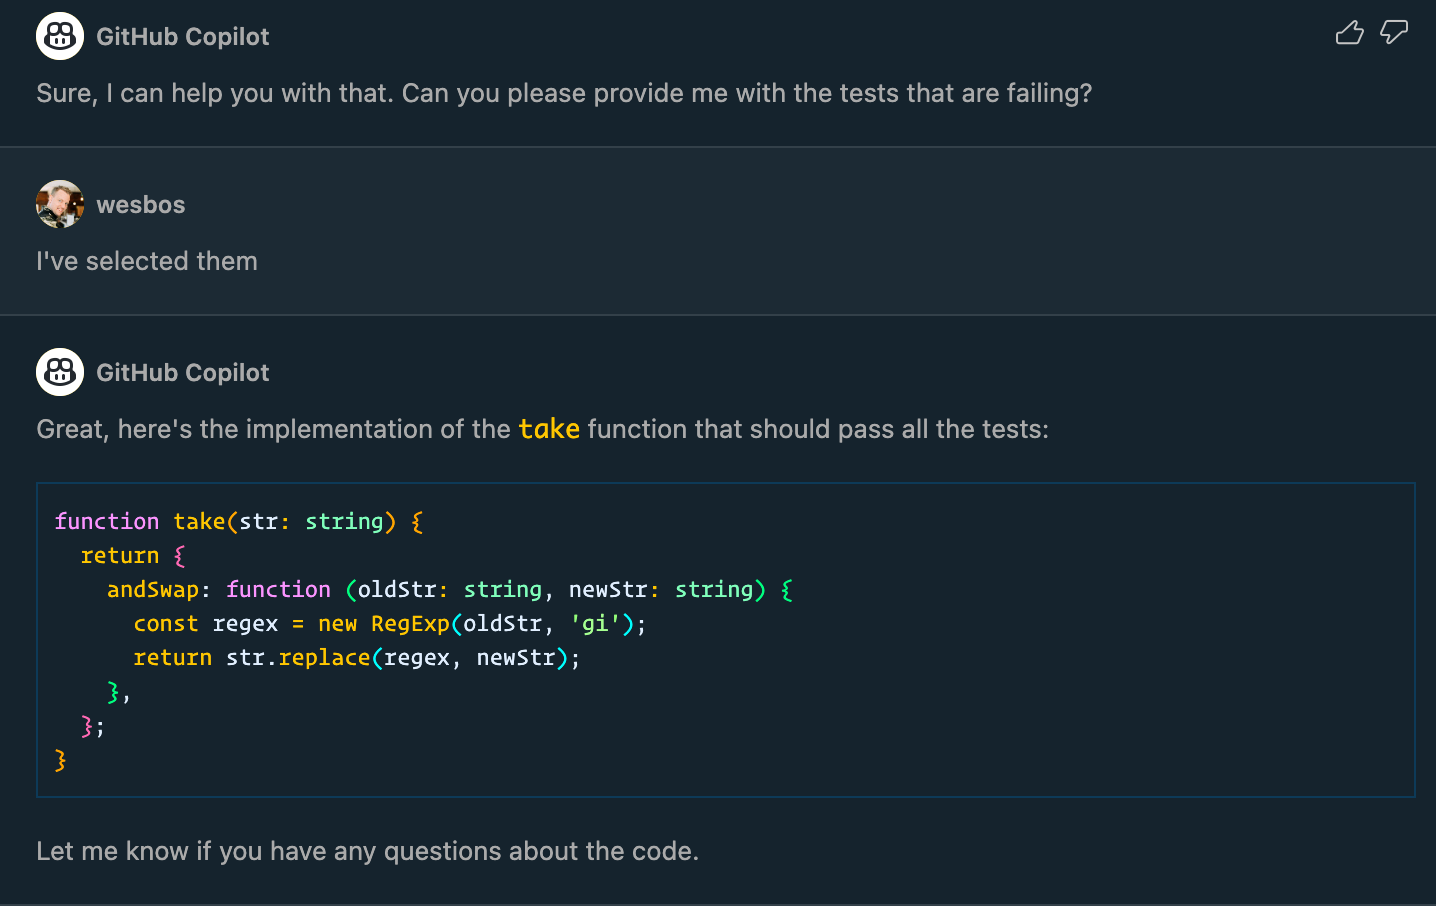 GitHub Copilot
Sure, I can help you with that. Can you please provide me with the tests that are failing?
wesbos
I've selected them
GitHub Copilot
Great, here's the implementation of the take function that should pass all the tests:
function take(str: string) {
  return {
    andSwap: function (oldStr: string, newStr: string) {
      const regex = new RegExp(oldStr, 'gi');
      return str.replace(regex, newStr);
    },
  };
}
Let me know if you have any questions about the code.